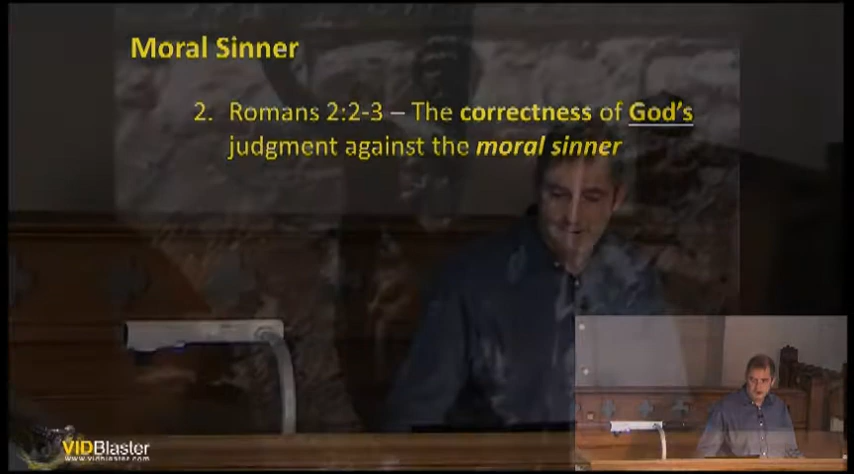 Moral Sinner
2. Romans 2:2-3 – The correctness of God's
judgment against the moral sinner
VIDBlaster
www.vidblaster.com